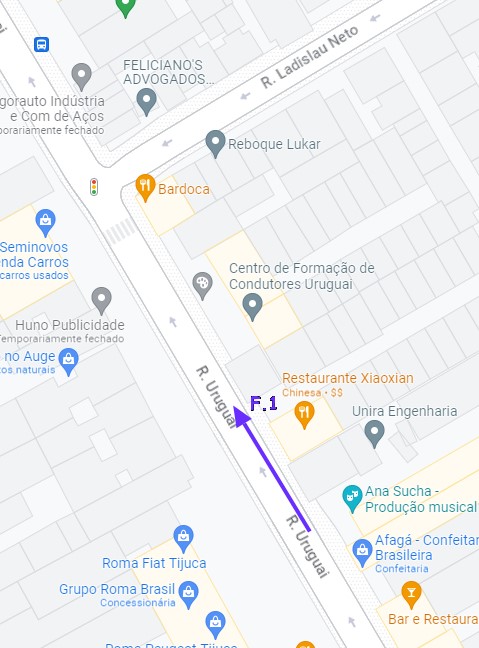 FELICIANO'S
ADVOGADOS...
R. Ladislau Neto
gorauto Indústria
e Com de Aços
porariamente fechado
Reboque Lukar
Bardoca
Seminovos
nda Carros
carros usados
Centro de Formação de
Condutores Uruguai
Huno Publicidade
Temporariamente fechado
no Auge
tos naturais
R. Uruguai
F.1
Restaurante Xiaoxian
Chinesa • $$
Unira Engenharia
Ana Sucha -
Produção musical
R. Uruguai
Afagá - Confeitar
Brasileira
Confeitaria
Roma Fiat Tijuca
Grupo Roma Brasil
Concessionária
Bar e Restaura
Roma Peugeot Tijuca